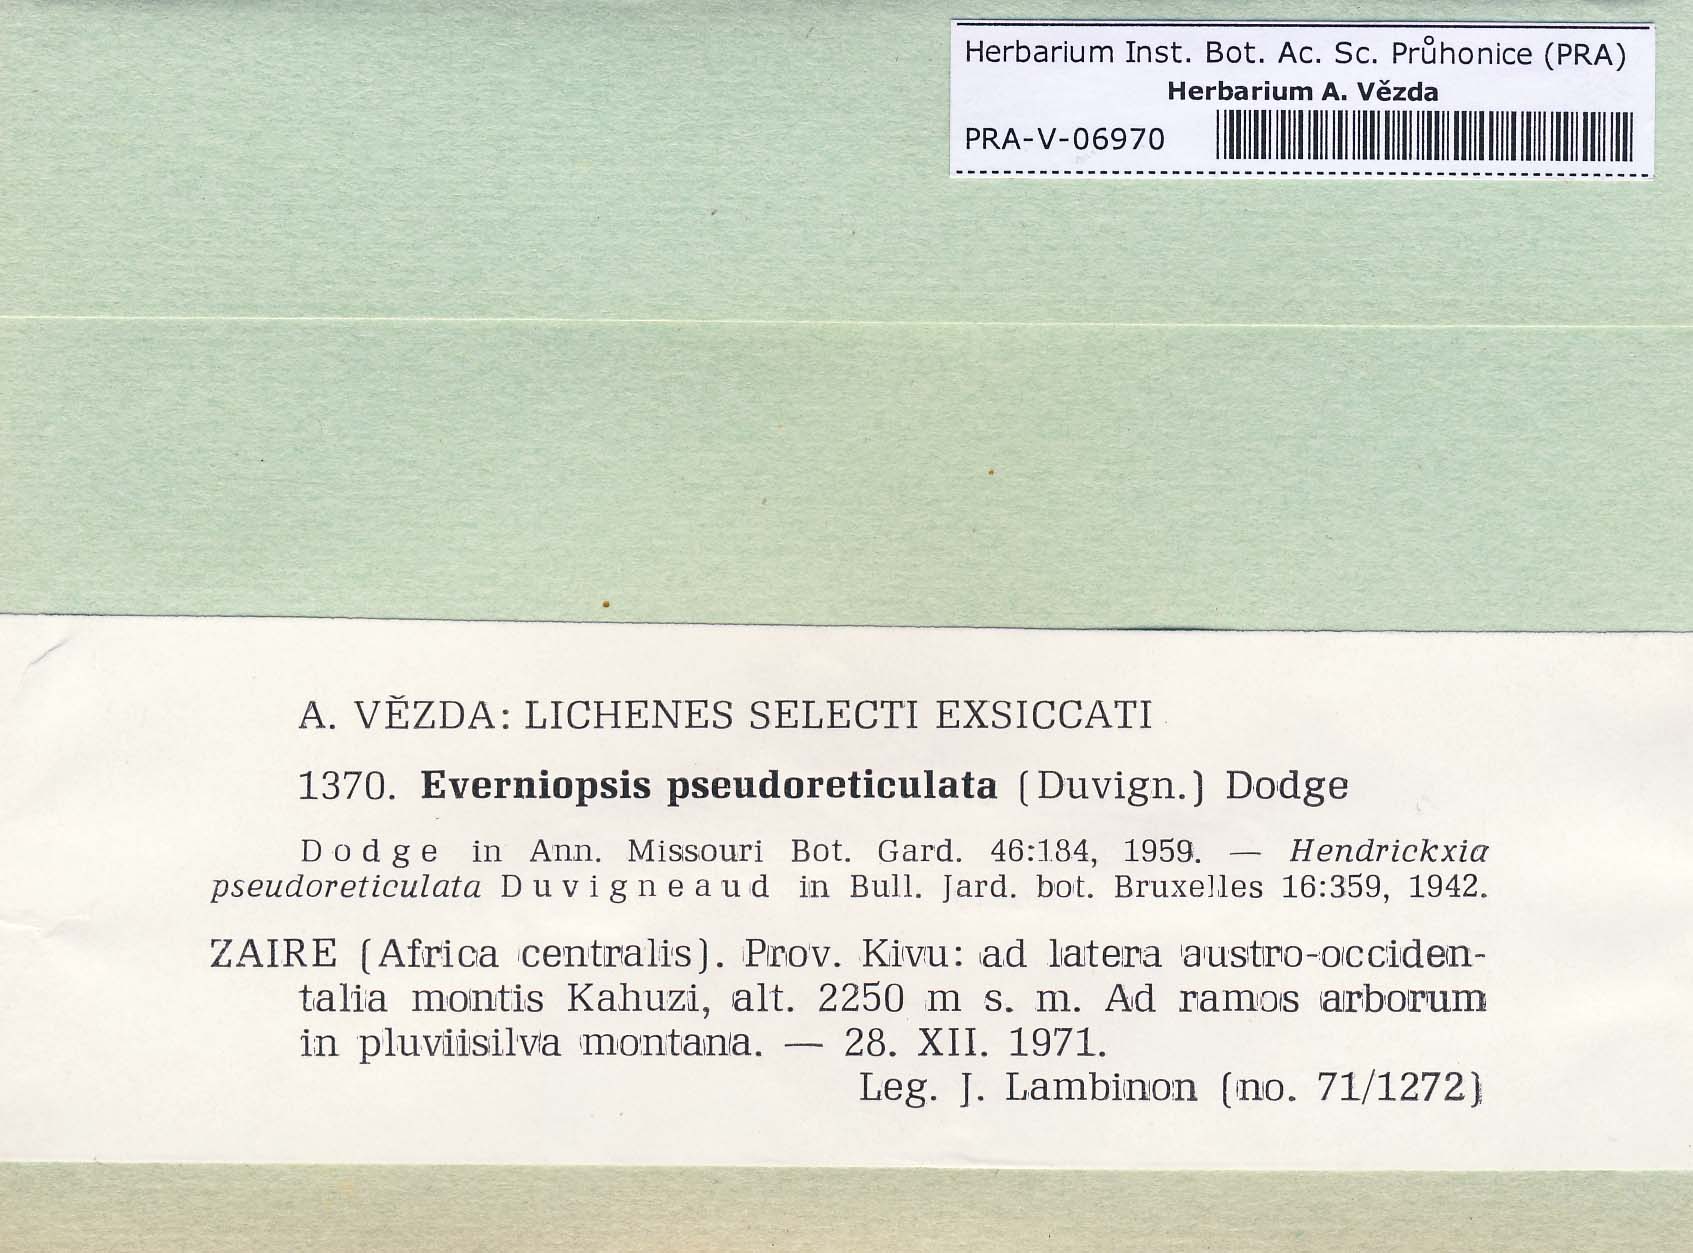 Herbarium Inst. Bot. Ac. Sc. Průhonice (PRA)
Herbarium A. Vězda
PRA-V-06970
A. VĚZDA: LICHENES SELECTI EXSICCATI
1370. Everniopsis pseudoreticulata (Duvign.) Dodge
Dodge in Ann. Missouri Bot. Gard. 46:184, 1959. — Hendrickxia
pseudoreticulata Duvigneaud in Bull. Jard. bot. Bruxelles 16:359, 1942.
ZAIRE (Africa centralis). Prov. Kivu: ad latera austro-occiden-
talia montis Kahuzi, alt. 2250 m s. m. Ad ramos arborum
in pluviisilva montana. — 28. XII. 1971.
Leg. J. Lambinon (no. 71/1272)